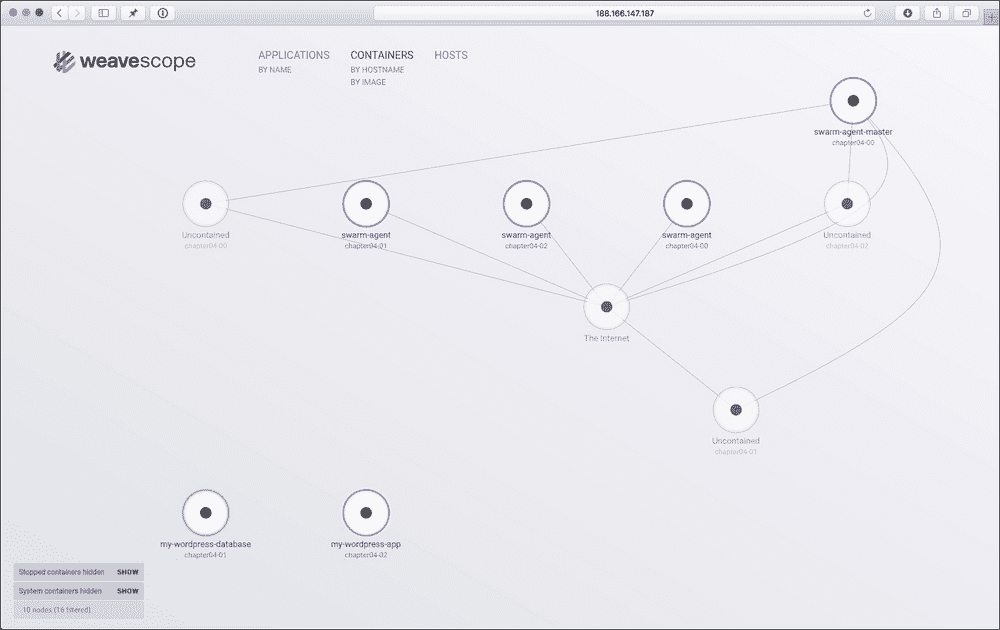 188.166.147.187
weavescope
APPLICATIONS
BY NAME
CONTAINERS
BY HOSTNAME
BY IMAGE
HOSTS
swarm-agent-master
chapter04-00
Uncontained
chapter04-00
swarm-agent
chapter04-01
swarm-agent
chapter04-02
swarm-agent
chapter04-00
Uncontained
chapter04-02
The Internet
Uncontained
chapter04-01
my-wordpress-database
chapter04-01
my-wordpress-app
chapter04-02
Stopped containers hidden SHOW
System containers hidden SHOW
10 nodes (16 filtered)